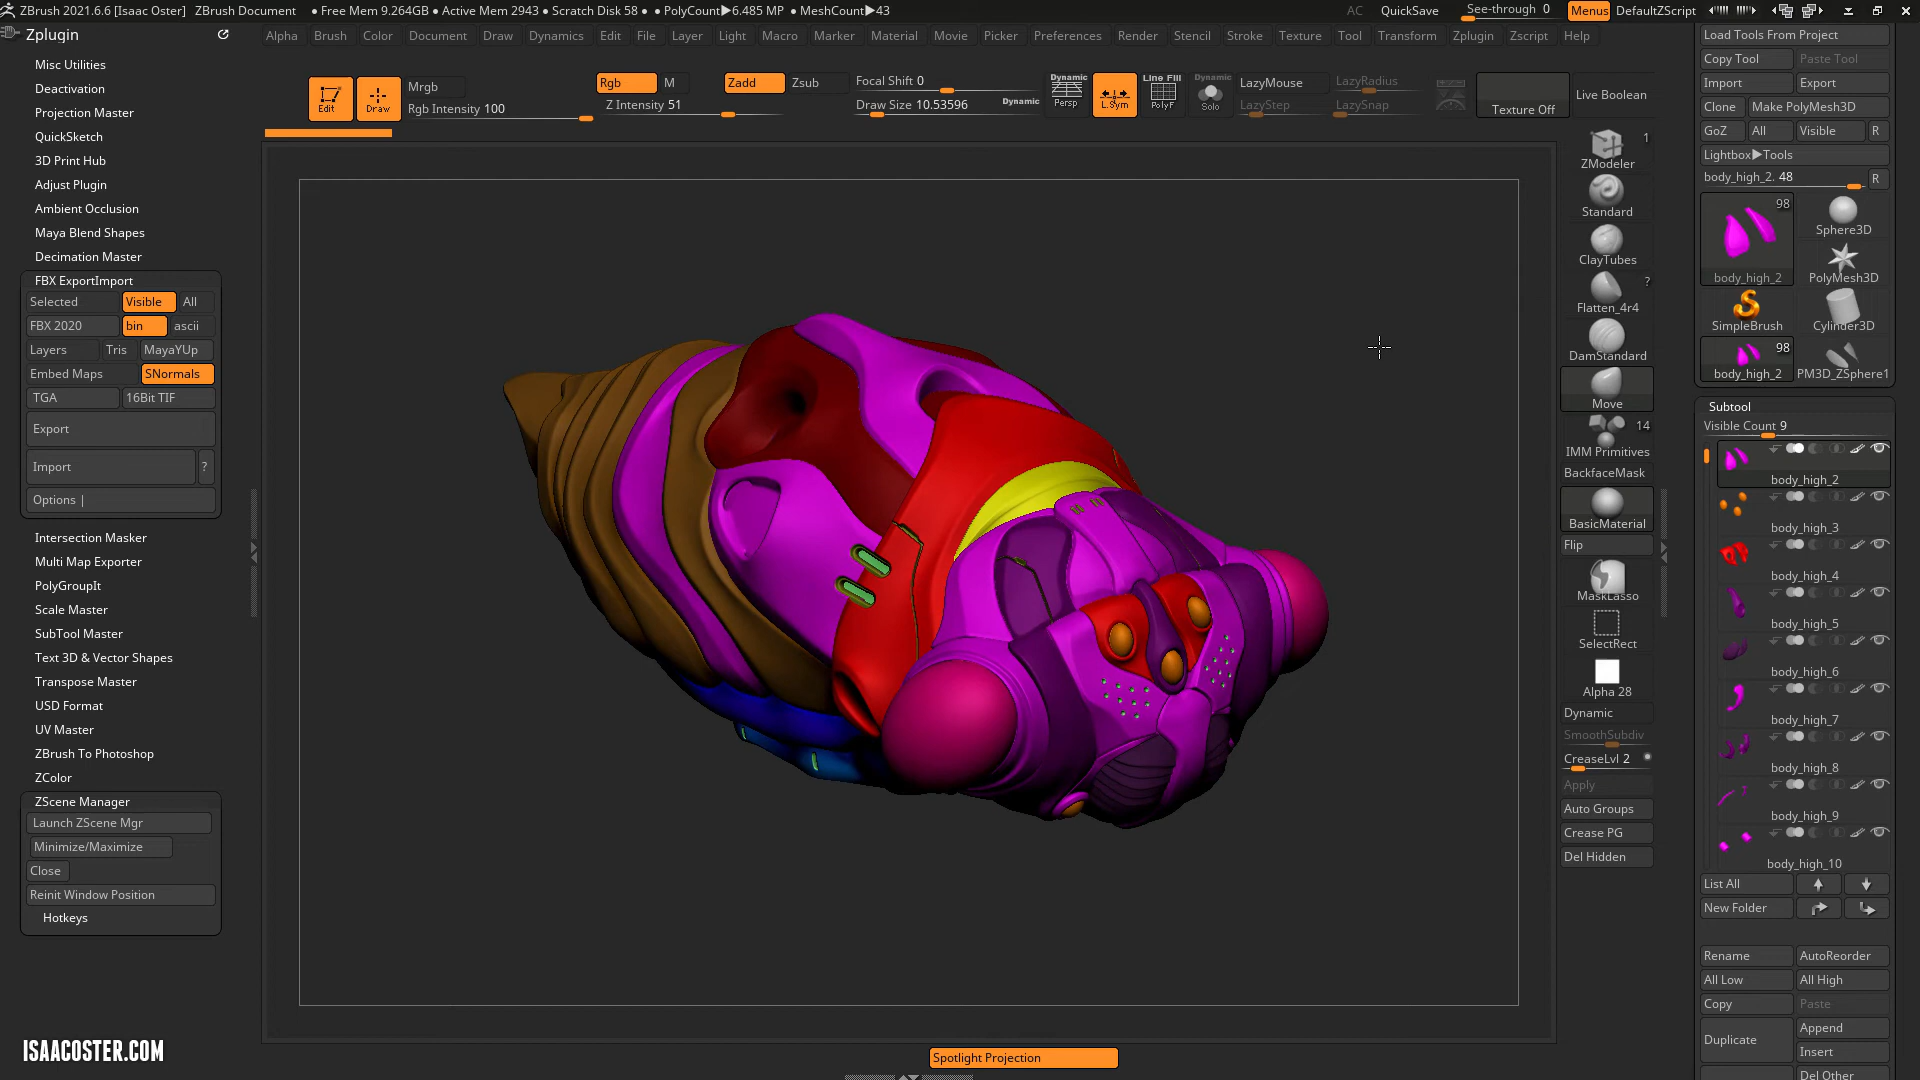 ZBrush 2021.6.6 [Isaac Oster] ZBrush Document ● Free Mem 9.264GB ● Active Mem 2943 ● Scratch Disk 58 ● ● PolyCount▶6.485 MP ● MeshCount▶43 AC QuickSave See-through 0 Menus DefaultZScript
Zplugin
Alpha Brush Color Document Draw Dynamics Edit File Layer Light Macro Marker Material Movie Picker Preferences Render Stencil Stroke Texture Tool Transform Zplugin Zscript Help
Misc Utilities
Deactivation
Projection Master
QuickSketch
3D Print Hub
Adjust Plugin
Ambient Occlusion
Maya Blend Shapes
Decimation Master
FBX ExportImport
Selected Visible All
FBX 2020 bin ascii
Layers Tris MayaYUp
Embed Maps SNormals
TGA 16Bit TIF
Export
Import ?
Options |
Intersection Masker
Multi Map Exporter
PolyGroupIt
Scale Master
SubTool Master
Text 3D & Vector Shapes
Transpose Master
USD Format
UV Master
ZBrush To Photoshop
ZColor
ZScene Manager
Launch ZScene Mgr
Minimize/Maximize
Close
Reinit Window Position
Hotkeys
ISAACOSTER.COM
Edit
Draw
Mrgb
Rgb Intensity 100
Rgb M
Z Intensity 51
Zadd Zsub
Focal Shift 0
Draw Size 10.53596 Dynamic
Dynamic
Persp
L.Sym
Line Fill
PolyF
Dynamic
Solo
LazyMouse LazyRadius
LazyStep LazySnap
Texture Off
Live Boolean
1
ZModeler
Standard
ClayTubes
?
Flatten_4r4
DamStandard
Move
14
IMM Primitives
BackfaceMask
BasicMaterial
Flip
MaskLasso
SelectRect
Alpha 28
Dynamic
SmoothSubdiv
CreaseLvl 2
Apply
Auto Groups
Crease PG
Del Hidden
Spotlight Projection
Load Tools From Project
Copy Tool Paste Tool
Import Export
Clone Make PolyMesh3D
GoZ All Visible R
Lightbox▶Tools
body_high_2. 48 R
98
body_high_2
Sphere3D
PolyMesh3D
SimpleBrush Cylinder3D
98
body_high_2 PM3D_ZSphere1
Subtool
Visible Count 9
body_high_2
body_high_3
body_high_4
body_high_5
body_high_6
body_high_7
body_high_8
body_high_9
body_high_10
List All
New Folder
Rename AutoReorder
All Low All High
Copy Paste
Duplicate Append
Insert
Del Other